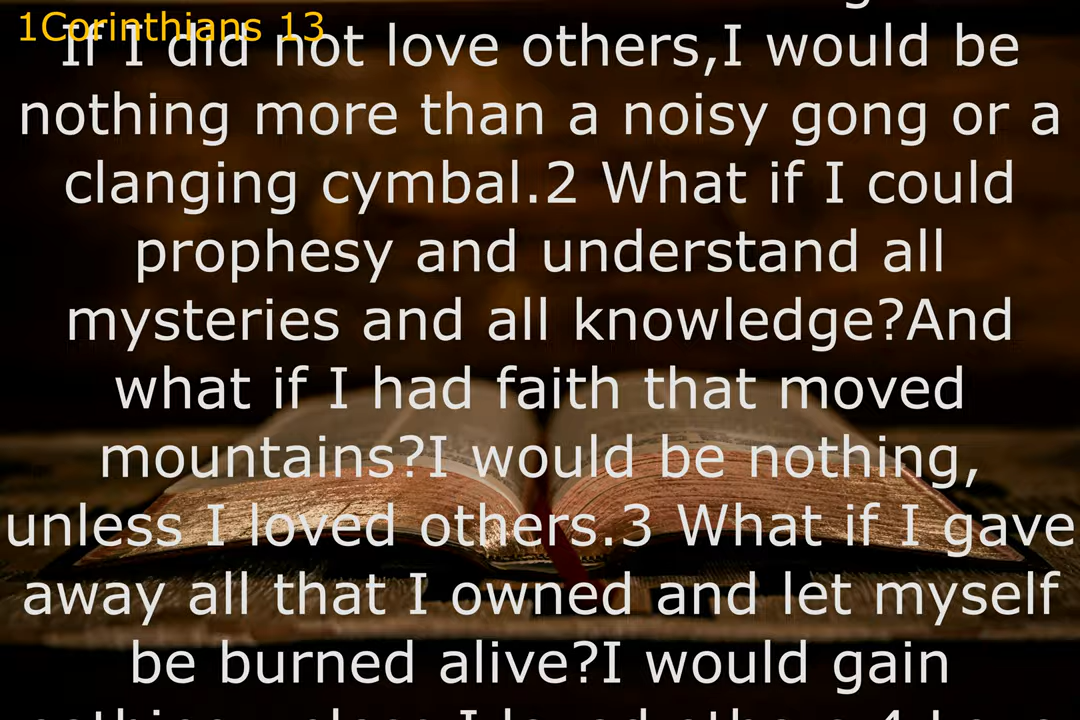 1Corinthians 13
If I did not love others,I would be
nothing more than a noisy gong or a
clanging cymbal.2 What if I could
prophesy and understand all
mysteries and all knowledge?And
what if I had faith that moved
mountains?I would be nothing,
unless I loved others.3 What if I gave
away all that I owned and let myself
be burned alive?I would gain